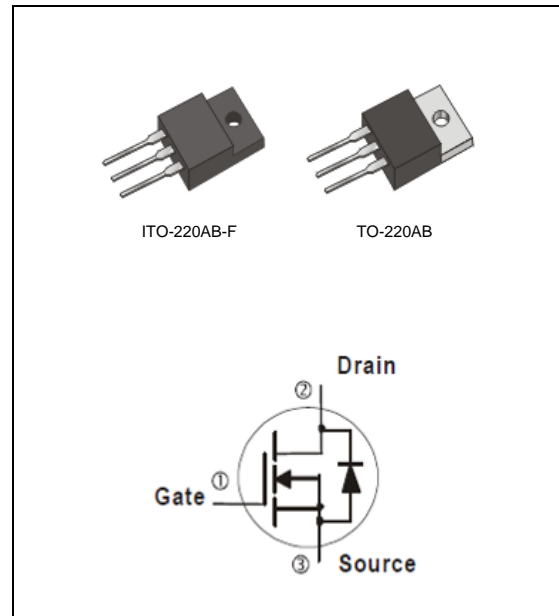 ITO-220AB-F TO-220AB
Drain
②
①
Gate
③ Source